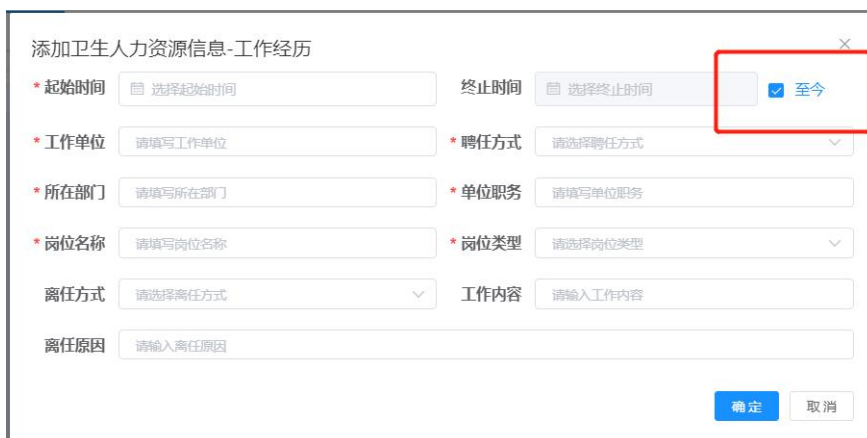 添加卫生人力资源信息-工作经历
* 起始时间 选择起始时间 终止时间 选择终止时间 至今
* 工作单位 请填写工作单位 * 聘任方式 请选择聘任方式
* 所在部门 请填写所在部门 * 单位职务 请填写单位职务
* 岗位名称 请填写岗位名称 * 岗位类型 请选择岗位类型
离任方式 请选择离任方式 工作内容 请输入工作内容
离任原因 请输入离任原因
确定 取消